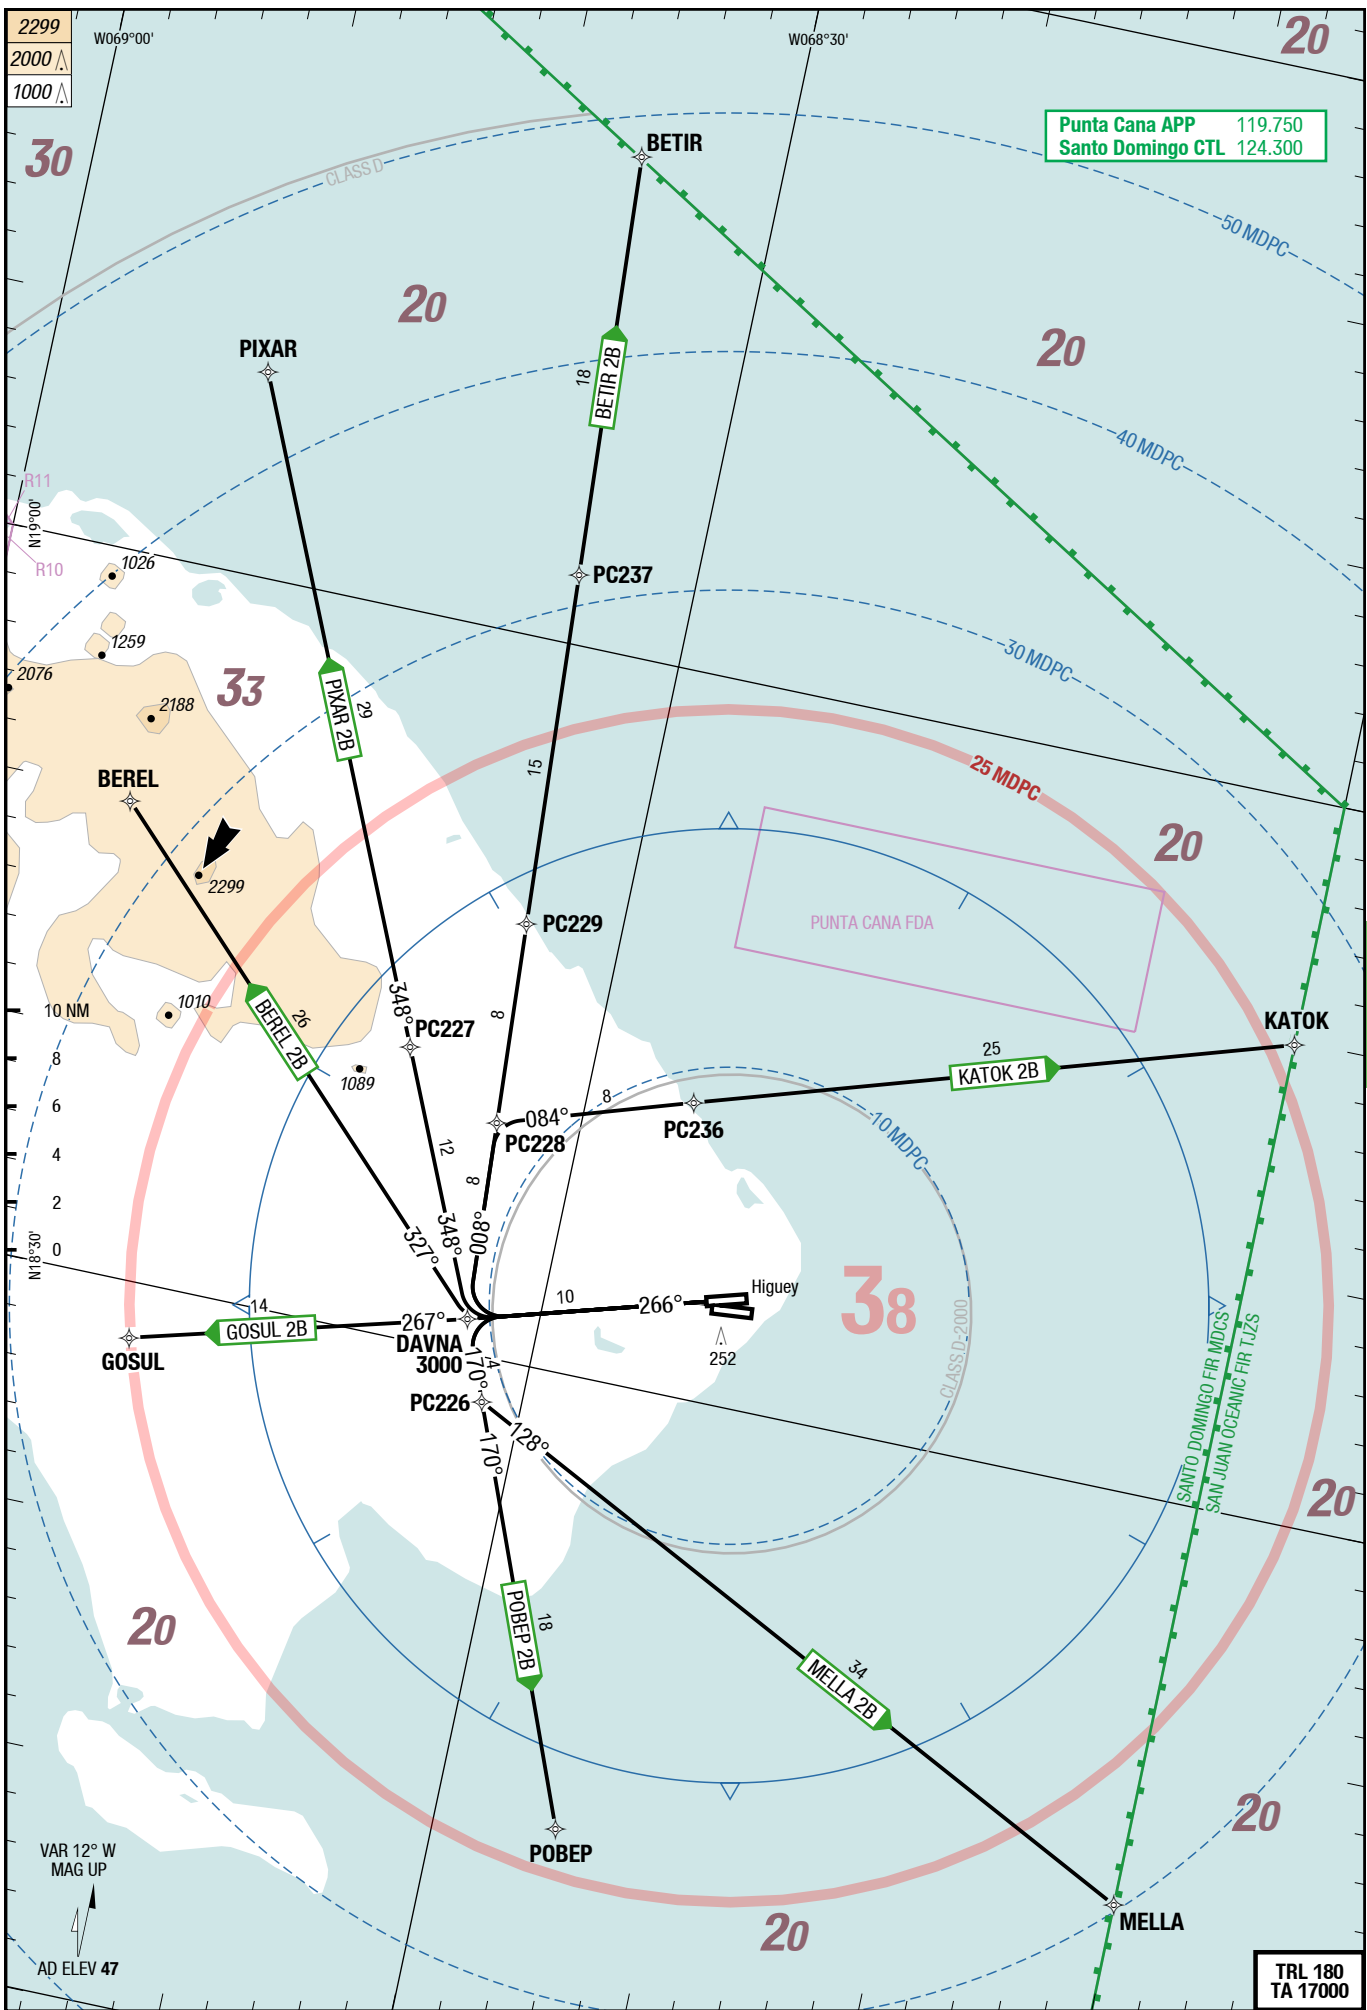 2299
2000
1000
W069°00'
W068°30'
20
Punta Cana APP 119.750
Santo Domingo CTL 124.300
30
CLASS D
BETIR
50 MDPC
20
20
PIXAR
18
BETIR 2B
40 MDPC
R11
N19°00'
R10
1026
PC237
1259
30 MDPC
2076
33
2188
PIXAR 2B
29
15
25 MDPC
BEREL
20
2299
PC229
PUNTA CANA FDA
348°
8
10 NM
1010
BEREL 2B
26
PC227
KATOK
8
1089
25
KATOK 2B
6
8
084°
PC236
10 MDPC
4
12
PC228
2
8
327°
348°
008°
0
N18°30'
10
266°
Higuey
38
14
GOSUL 2B
267°
DAVNA
3000
252
GOSUL
4
170°
CLASS D-2000
SANTO DOMINGO FIR MDCS
SAN JUAN OCEANIC FIR TJZS
PC226
128°
170°
20
20
POBEP 2B
18
34
MELLA 2B
20
VAR 12° W
MAG UP
POBEP
MELLA
20
AD ELEV 47
TRL 180
TA 17000